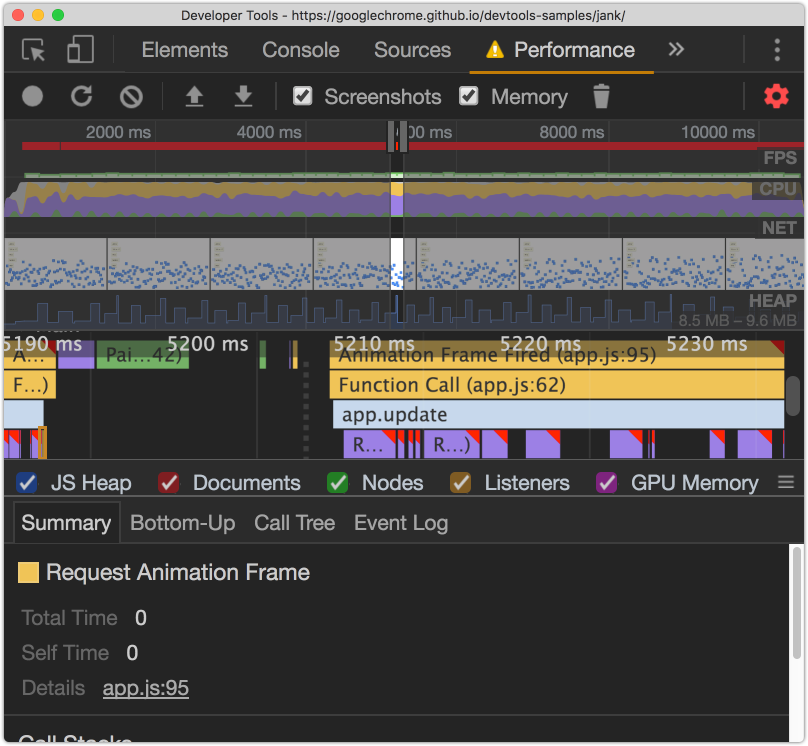 Developer Tools - https://googlechrome.github.io/devtools-samples/jank/
Elements Console Sources Performance »
Screenshots Memory
2000 ms 4000 ms 00 ms 8000 ms 10000 ms
FPS
CPU
NET
HEAP
8.5 MB – 9.6 MB
5190 ms 5200 ms 5210 ms 5220 ms 5230 ms
A... Pai...42) Animation Frame Fired (app.js:95)
F...) Function Call (app.js:62)
app.update
R... R...)
JS Heap Documents Nodes Listeners GPU Memory
Summary Bottom-Up Call Tree Event Log
Request Animation Frame
Total Time 0
Self Time 0
Details app.js:95
Call Stacks